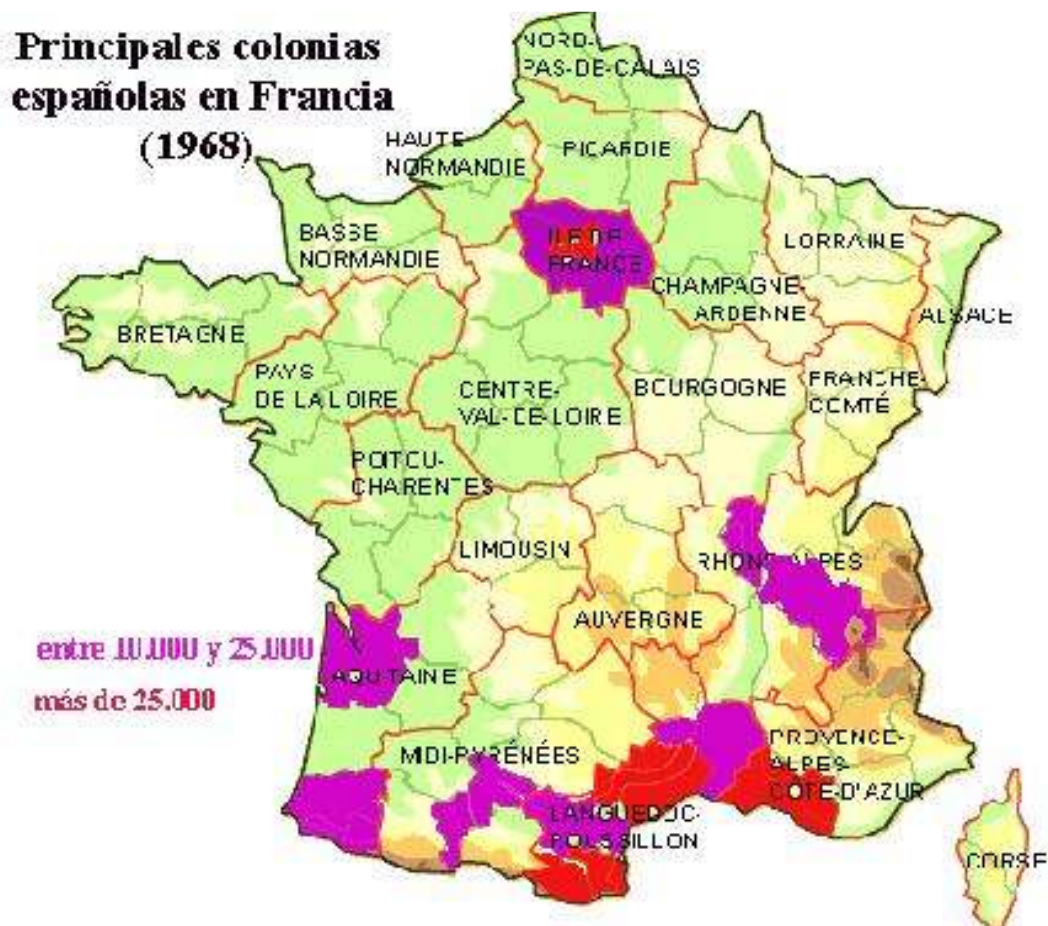 Principales colonias
españolas en Francia
(1968)
NORD-
PAS-DE-CALAIS
HAUTE
NORMANDIE
PICARDIE
BASSE
NORMANDIE
ILE DE
FRANCE
LORRAINE
CHAMPAGNE-
ARDENNE
ALSACE
BRETAGNE
PAYS
DE LA LOIRE
CENTRE-
VAL-DE-LOIRE
BOURGOGNE
FRANCHE-
COMTÉ
POITOU-
CHARENTES
LIMOUSIN
RHONE-ALPES
AUVERGNE
entre 10.000 y 25.000
AQUITAINE
más de 25.000
MIDI-PYRÉNÉES
PROVENCE-
ALPES-
CÔTE-D'AZUR
LANGUEDOC-
ROUSSILLON
CORSE